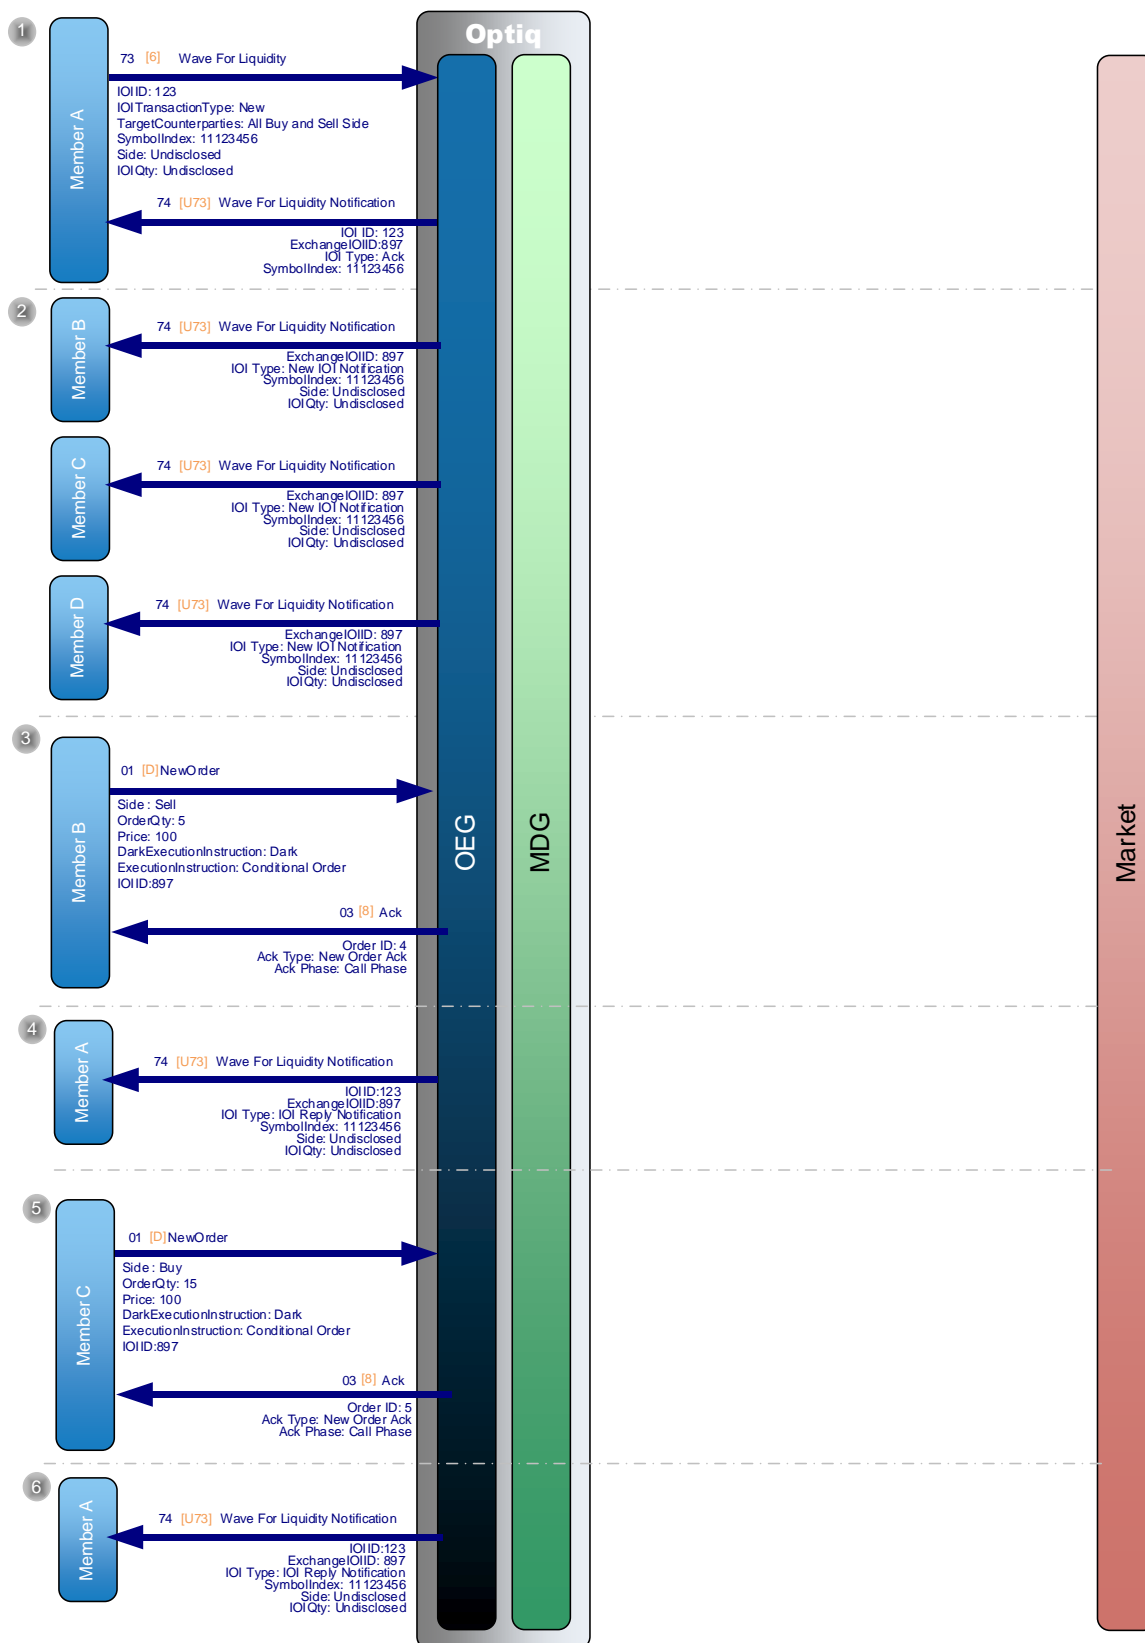 Optiq
1
Member A
73 [6] Wave For Liquidity
IOIID: 123
IOITransactionType: New
TargetCounterparties: All Buy and Sell Side
SymbolIndex: 11123456
Side: Undisclosed
IOIQty: Undisclosed
74 [U73] Wave For Liquidity Notification
IOI ID: 123
ExchangeIOIID:897
IOI Type: Ack
SymbolIndex: 11123456
2
Member B
74 [U73] Wave For Liquidity Notification
ExchangeIOIID: 897
IOI Type: New IOI Notification
SymbolIndex: 11123456
Side: Undisclosed
IOIQty: Undisclosed
Member C
74 [U73] Wave For Liquidity Notification
ExchangeIOIID: 897
IOI Type: New IOI Notification
SymbolIndex: 11123456
Side: Undisclosed
IOIQty: Undisclosed
Member D
74 [U73] Wave For Liquidity Notification
ExchangeIOIID: 897
IOI Type: New IOI Notification
SymbolIndex: 11123456
Side: Undisclosed
IOIQty: Undisclosed
3
Member B
01 [D] NewOrder
Side : Sell
OrderQty: 5
Price: 100
DarkExecutionInstruction: Dark
ExecutionInstruction: Conditional Order
IOIID:897
03 [8] Ack
Order ID: 4
Ack Type: New Order Ack
Ack Phase: Call Phase
OEG
MDG
Market
4
Member A
74 [U73] Wave For Liquidity Notification
IOIID:123
ExchangeIOIID:897
IOI Type: IOI Reply Notification
SymbolIndex: 11123456
Side: Undisclosed
IOIQty: Undisclosed
5
Member C
01 [D] NewOrder
Side : Buy
OrderQty: 15
Price: 100
DarkExecutionInstruction: Dark
ExecutionInstruction: Conditional Order
IOIID:897
03 [8] Ack
Order ID: 5
Ack Type: New Order Ack
Ack Phase: Call Phase
6
Member A
74 [U73] Wave For Liquidity Notification
IOIID:123
ExchangeIOIID: 897
IOI Type: IOI Reply Notification
SymbolIndex: 11123456
Side: Undisclosed
IOIQty: Undisclosed